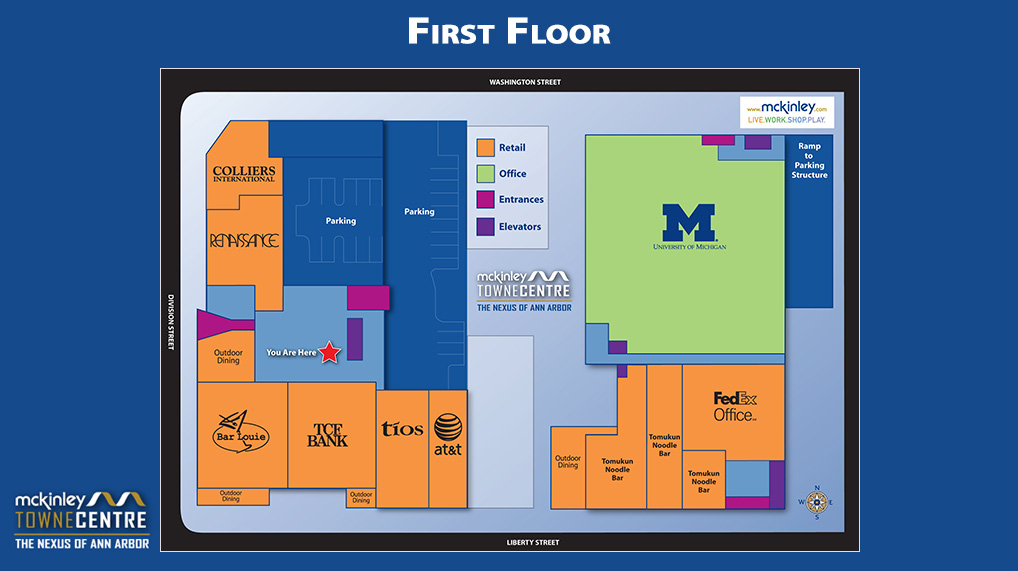 FIRST FLOOR
WASHINGTON STREET
www.mckinley.com
LIVE.WORK.SHOP.PLAY.
COLLIERS
INTERNATIONAL
RENAISSANCE
Parking
Parking
Retail
Office
Entrances
Elevators
mckinley
TOWNECENTRE
THE NEXUS OF ANN ARBOR
M
UNIVERSITY OF MICHIGAN
Ramp
to
Parking
Structure
DIVISION STREET
You Are Here
Outdoor
Dining
Bar Louie
TCF
BANK
tios
at&t
Outdoor
Dining
Outdoor
Dining
Outdoor
Dining
Tomukun
Noodle
Bar
Tomukun
Noodle
Bar
Tomukun
Noodle
Bar
FedEx
Office
N
W E
S
LIBERTY STREET
mckinley
TOWNECENTRE
THE NEXUS OF ANN ARBOR